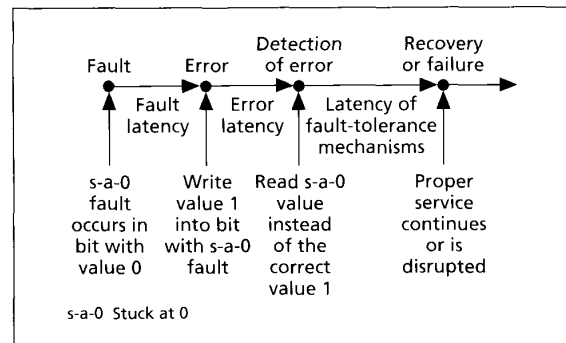 Fault
Error
Detection
of error
Recovery
or failure
Fault
latency
Error
latency
Latency of
fault-tolerance
mechanisms
s-a-0
fault
occurs in
bit with
value 0
Write
value 1
into bit
with s-a-0
fault
Read s-a-0
value
instead
of the
correct
value 1
Proper
service
continues
or is
disrupted
s-a-0 Stuck at 0